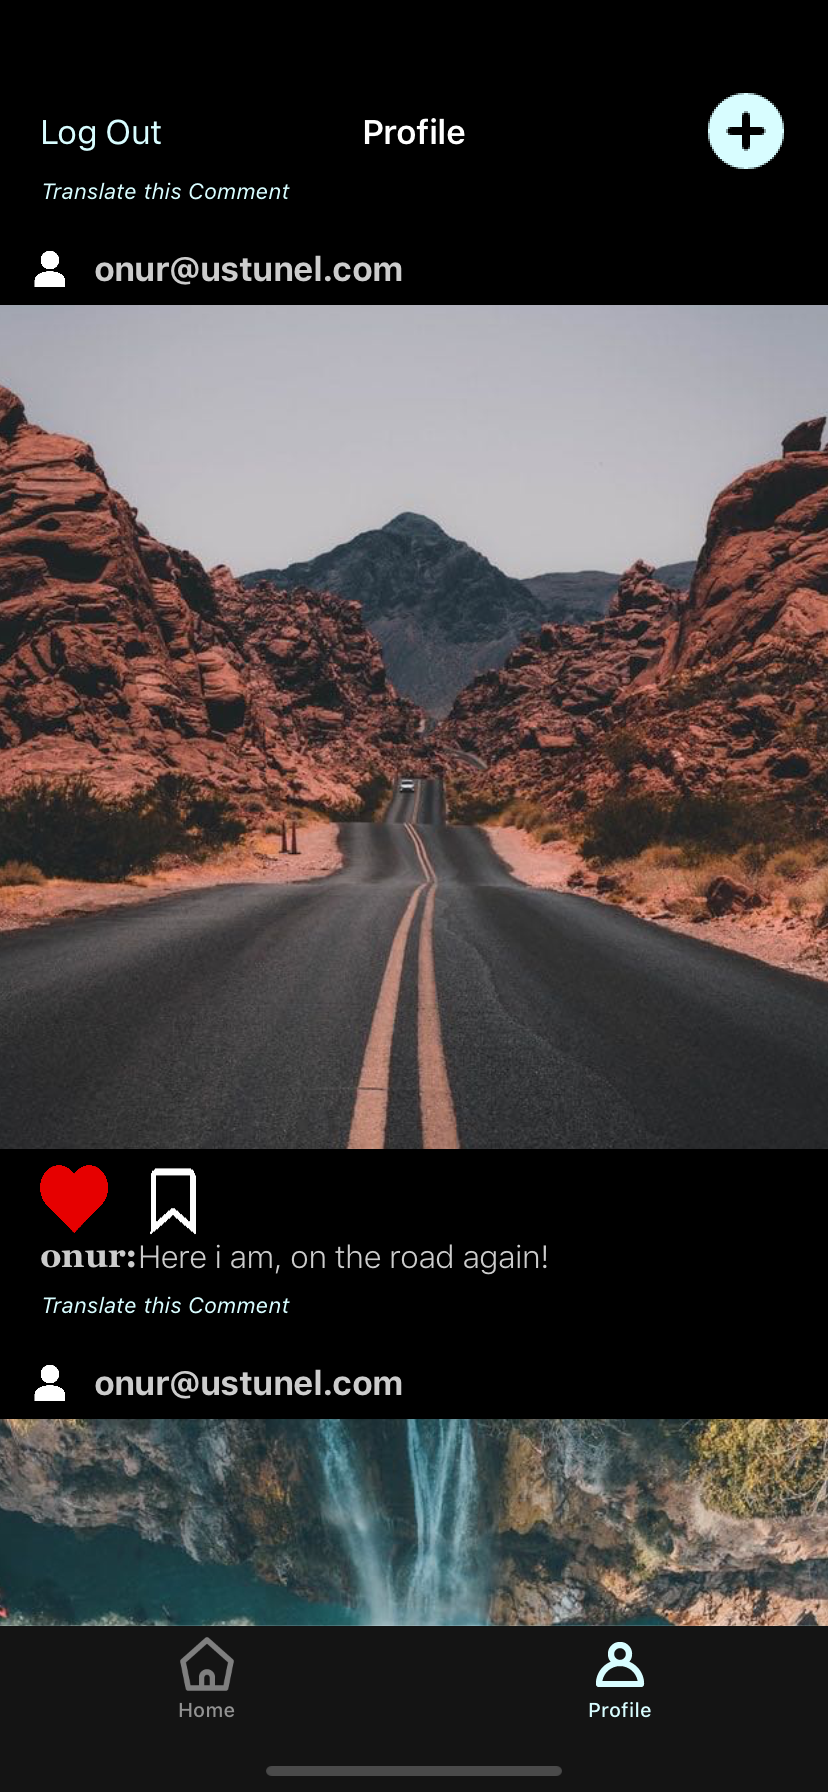 Log Out
Profile
Translate this Comment
onur@ustunel.com
onur:Here i am, on the road again!
Translate this Comment
onur@ustunel.com
Home
Profile